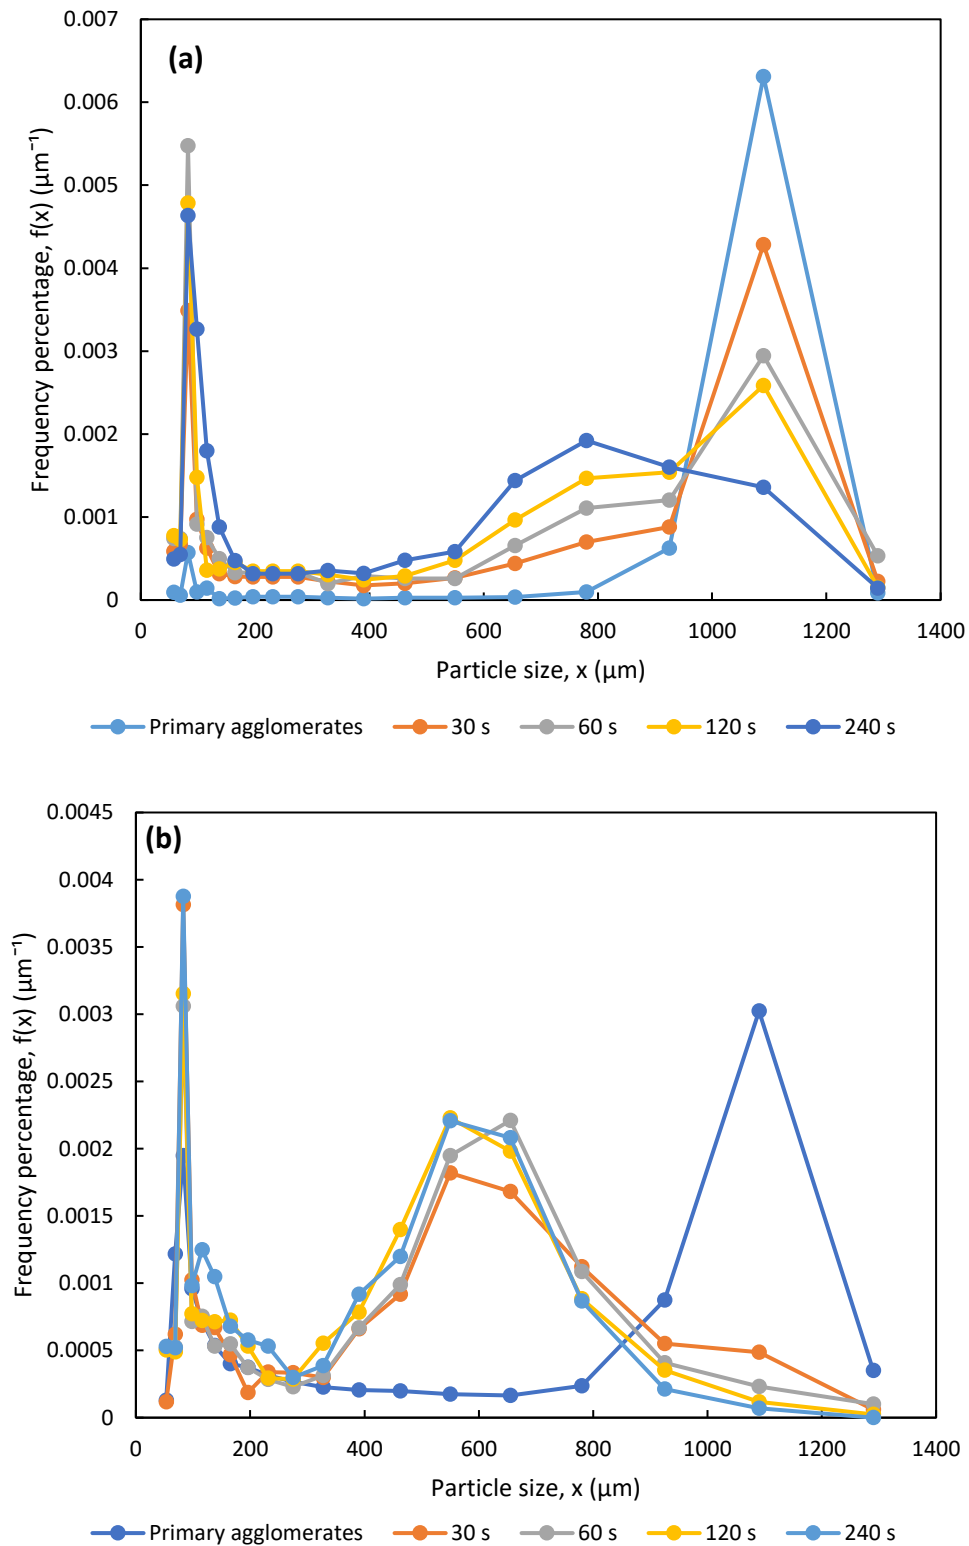 (a)
Frequency percentage, f(x) (µm⁻¹)
0.007
0.006
0.005
0.004
0.003
0.002
0.001
0
0 200 400 600 800 1000 1200 1400
Particle size, x (µm)
Primary agglomerates 30 s 60 s 120 s 240 s
(b)
Frequency percentage, f(x) (µm⁻¹)
0.0045
0.004
0.0035
0.003
0.0025
0.002
0.0015
0.001
0.0005
0
0 200 400 600 800 1000 1200 1400
Particle size, x (µm)
Primary agglomerates 30 s 60 s 120 s 240 s